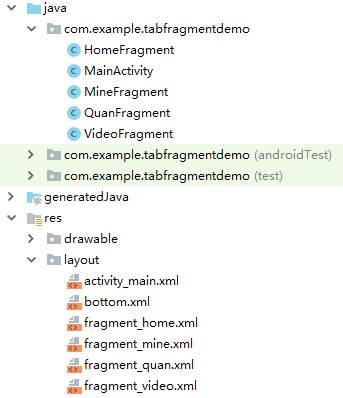 java
com.example.tabfragmentdemo
HomeFragment
MainActivity
MineFragment
QuanFragment
VideoFragment
com.example.tabfragmentdemo (androidTest)
com.example.tabfragmentdemo (test)
generatedJava
res
drawable
layout
activity_main.xml
bottom.xml
fragment_home.xml
fragment_mine.xml
fragment_quan.xml
fragment_video.xml